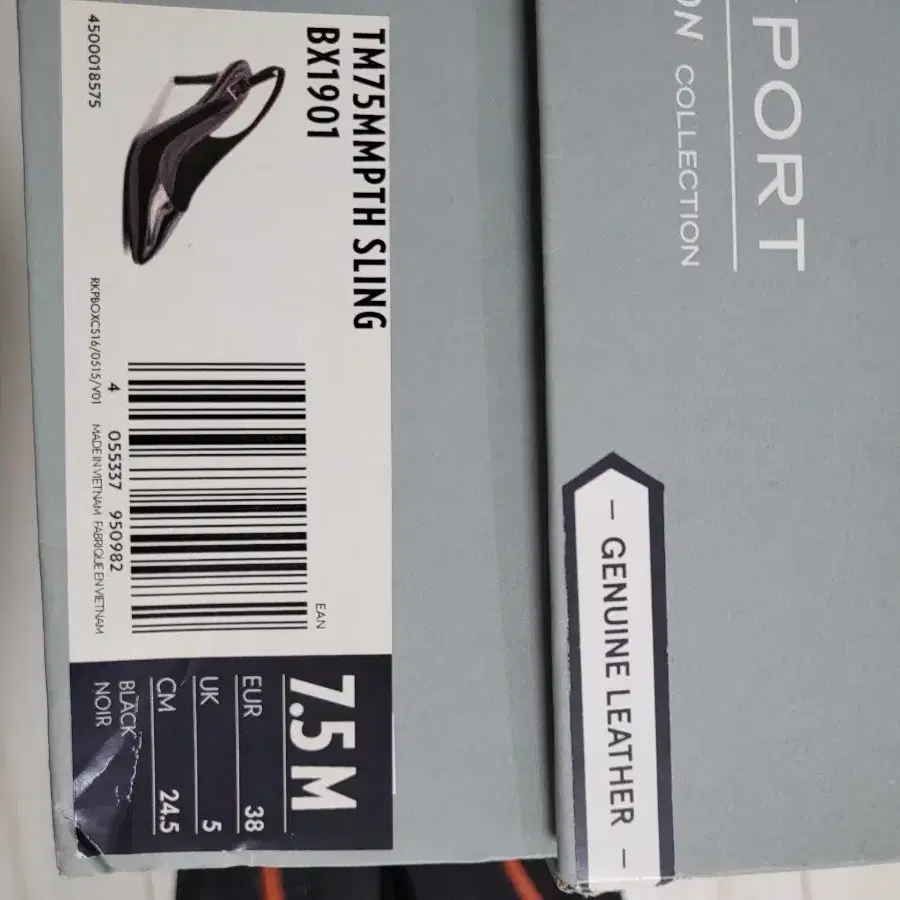 PORT
ON COLLECTION
TM75MMPTH SLING
BX1901
4500018575
RKPBOXCS16/0515/V01
MADE IN VIETNAM FABRIQUE EN VIETNAM
4 055337 950982
EAN
7.5 M
EUR 38
UK 5
CM 24.5
BLACK
NOIR
– GENUINE LEATHER –